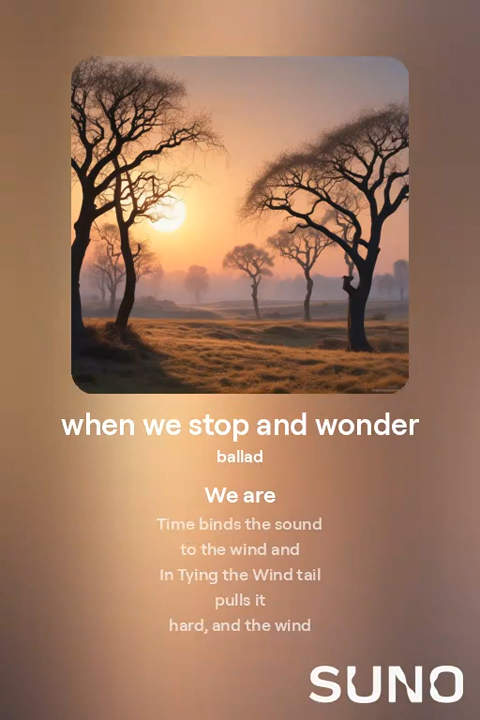 when we stop and wonder
ballad
We are
Time binds the sound
to the wind and
In Tying the Wind tail
pulls it
hard, and the wind
SUNO